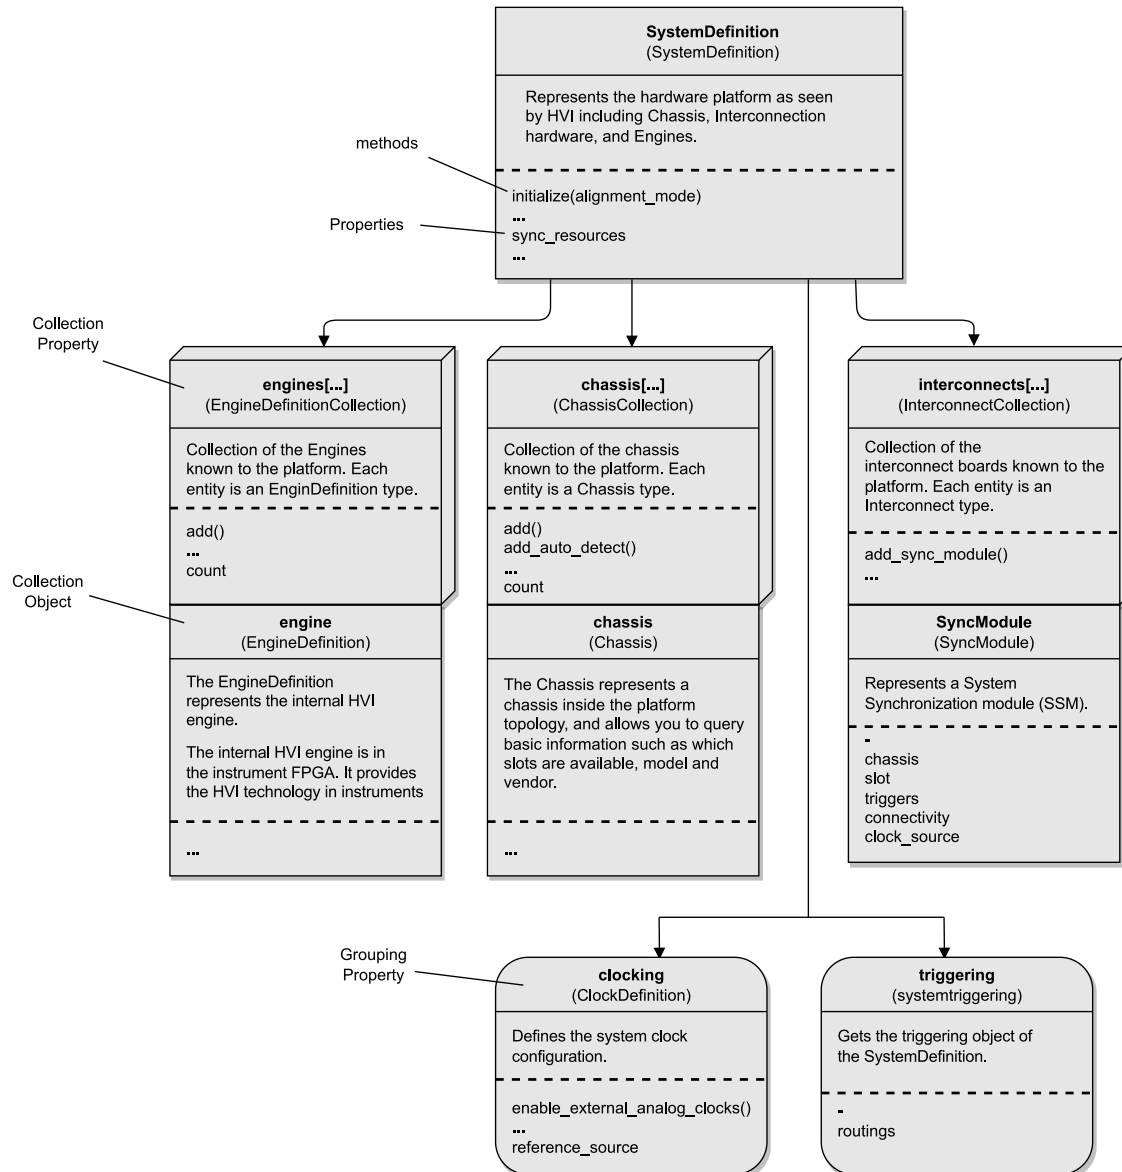 SystemDefinition
(SystemDefinition)
Represents the hardware platform as seen
by HVI including Chassis, Interconnection
hardware, and Engines.
methods
initialize(alignment_mode)
...
Properties
sync_resources
...
Collection
Property
engines[...]
(EngineDefinitionCollection)
Collection of the Engines
known to the platform. Each
entity is an EnginDefinition type.
add()
...
count
chassis[...]
(ChassisCollection)
Collection of the chassis
known to the platform. Each
entity is a Chassis type.
add()
add_auto_detect()
...
count
interconnects[...]
(InterconnectCollection)
Collection of the
interconnect boards known to the
platform. Each entity is an
Interconnect type.
add_sync_module()
...
Collection
Object
engine
(EngineDefinition)
The EngineDefinition
represents the internal HVI
engine.
The internal HVI engine is in
the instrument FPGA. It provides
the HVI technology in instruments
...
chassis
(Chassis)
The Chassis represents a
chassis inside the platform
topology, and allows you to query
basic information such as which
slots are available, model and
vendor.
...
SyncModule
(SyncModule)
Represents a System
Synchronization module (SSM).
-
chassis
slot
triggers
connectivity
clock_source
Grouping
Property
clocking
(ClockDefinition)
Defines the system clock
configuration.
enable_external_analog_clocks()
...
reference_source
triggering
(systemtriggering)
Gets the triggering object of
the SystemDefinition.
-
routings